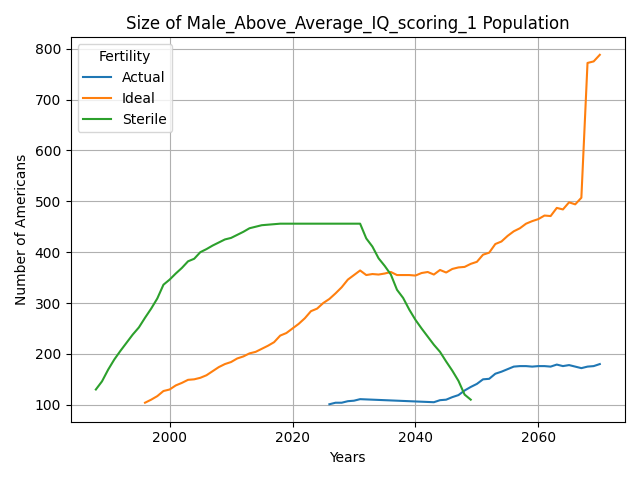 Size of Male_Above_Average_IQ_scoring_1 Population
Fertility
Actual
Ideal
Sterile
Number of Americans
800
700
600
500
400
300
200
100
2000
2020
2040
2060
Years